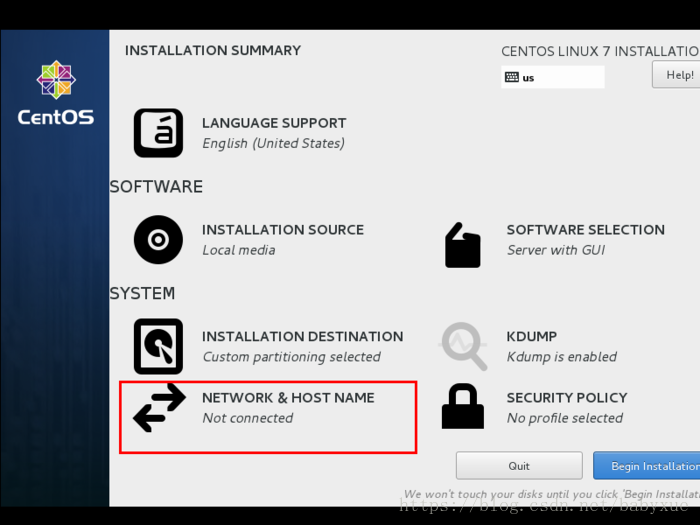 INSTALLATION SUMMARY
CENTOS LINUX 7 INSTALLATIO
us
Help!
CentOS
á
LANGUAGE SUPPORT
English (United States)
SOFTWARE
INSTALLATION SOURCE
Local media
SOFTWARE SELECTION
Server with GUI
SYSTEM
INSTALLATION DESTINATION
Custom partitioning selected
KDUMP
Kdump is enabled
NETWORK & HOST NAME
Not connected
SECURITY POLICY
No profile selected
Quit
Begin Installation
We won't touch your disks until you click 'Begin Installati
https://blog.csdn.net/babyxue